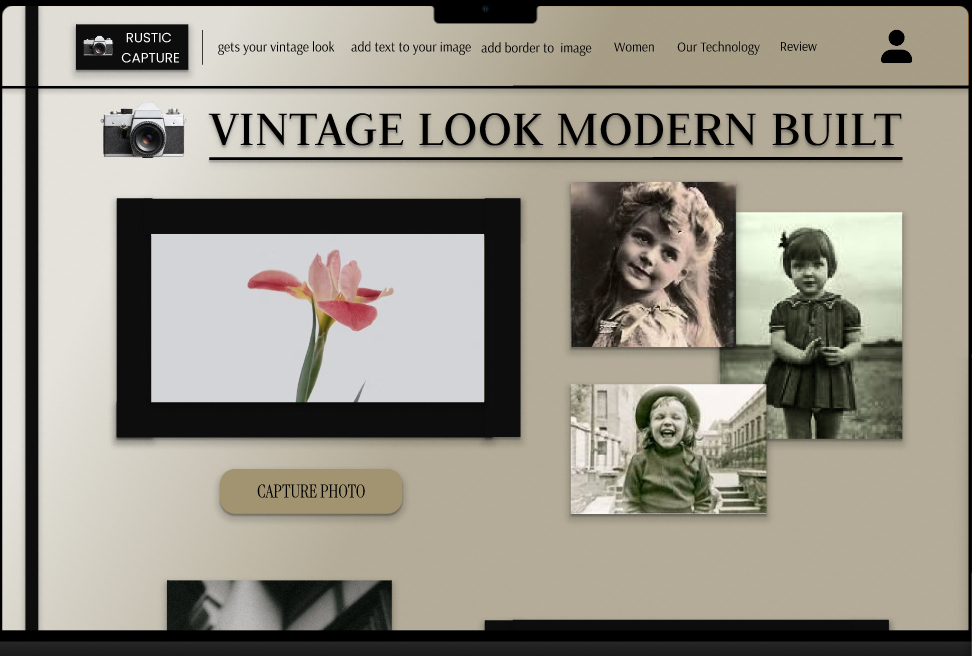 RUSTIC
CAPTURE
gets your vintage look
add text to your image
add border to image
Women
Our Technology
Review
VINTAGE LOOK MODERN BUILT
CAPTURE PHOTO